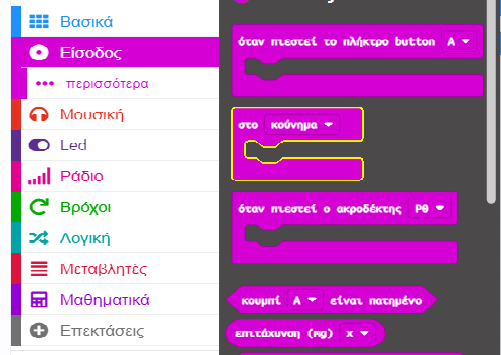 Βασικά
Είσοδος
περισσότερα
Μουσική
Led
Ράδιο
Βρόχοι
Λογική
Μεταβλητές
Μαθηματικά
Επεκτάσεις
όταν πιεστεί το πλήκτρο button A
στο κούνημα
όταν πιεστεί ο ακροδέκτης P0
κουμπί A είναι πατημένο
επιτάχυνση (mg) x